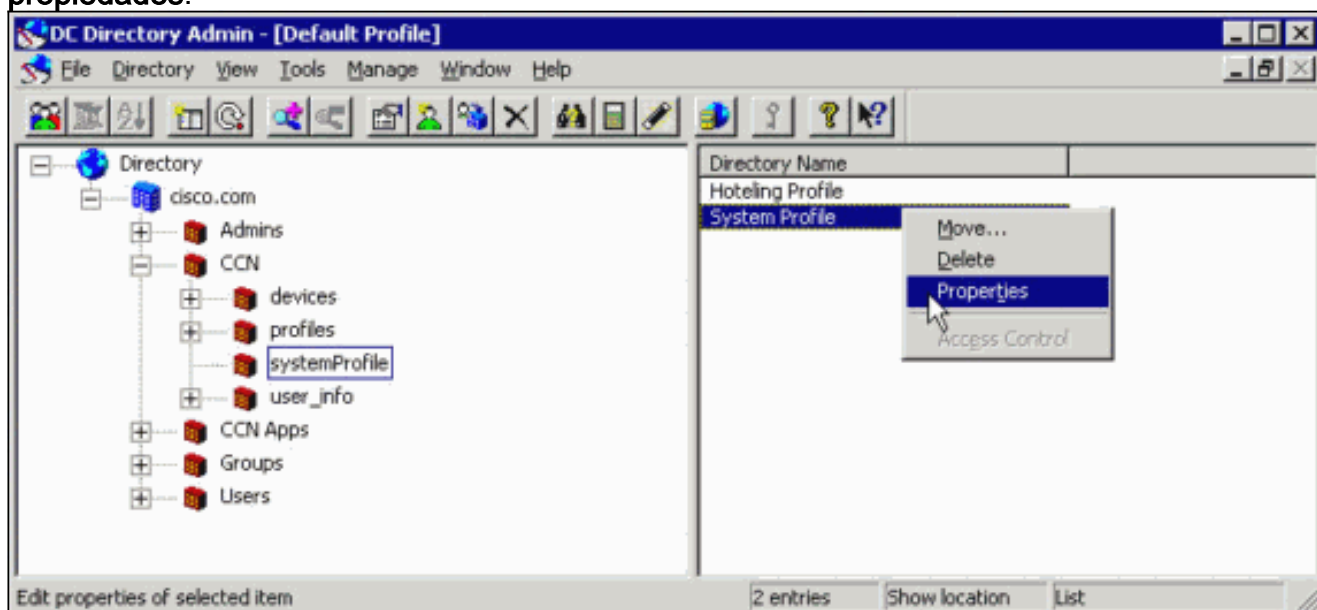 propiedades.
DC Directory Admin - [Default Profile]
File Directory View Tools Manage Window Help
Directory
cisco.com
Admins
CCN
devices
profiles
systemProfile
user_info
CCN Apps
Groups
Users
Directory Name
Hoteling Profile
System Profile
Move...
Delete
Properties
Access Control
Edit properties of selected item
2 entries
Show location
List